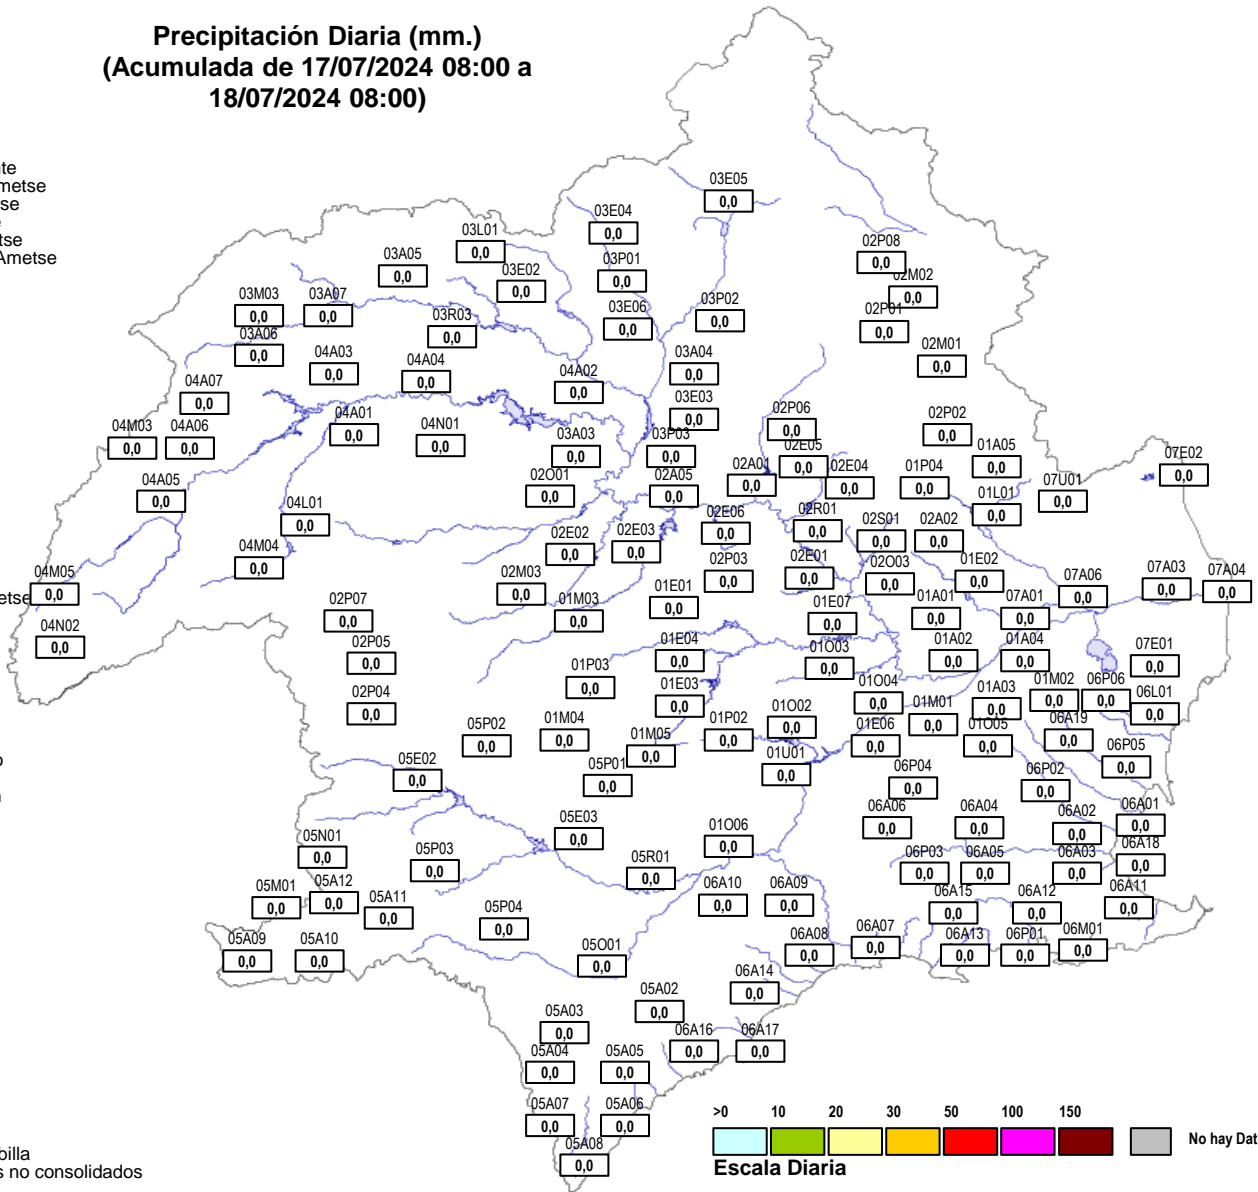 Precipitación Diaria (mm.)
(Acumulada de 17/07/2024 08:00 a
18/07/2024 08:00)
nte
metse
se
e
tse
Ametse
03E05
0,0
03E04
0,0
03L01
0,0
03A05
0,0
03P01
0,0
03E02
0,0
02P08
0,0
02M02
0,0
03M03
0,0
03A07
0,0
03R03
0,0
03E06
0,0
03P02
0,0
02P01
0,0
03A06
0,0
04A03
0,0
04A04
0,0
04A02
0,0
03A04
0,0
02M01
0,0
04A07
0,0
03E03
0,0
04M03
0,0
04A06
0,0
04A01
0,0
04N01
0,0
03A03
0,0
03P03
0,0
02P06
0,0
02P02
0,0
02E05
0,0
01A05
0,0
07E02
0,0
04A05
0,0
02O01
0,0
02A05
0,0
02A01
0,0
02E04
0,0
01P04
0,0
07U01
0,0
01L01
0,0
04L01
0,0
02E06
0,0
02R01
0,0
02S01
0,0
02A02
0,0
04M04
0,0
02E02
0,0
02E03
0,0
02P03
0,0
02E01
0,0
02O03
0,0
01E02
0,0
04M05
0,0
etse
02M03
0,0
01M03
0,0
01E01
0,0
07A06
0,0
07A03
0,0
07A04
0,0
02P07
0,0
01E07
0,0
01A01
0,0
07A01
0,0
04N02
0,0
02P05
0,0
01E04
0,0
01O03
0,0
01A02
0,0
01A04
0,0
07E01
0,0
01P03
0,0
02P04
0,0
01E03
0,0
01O04
0,0
01A03
0,0
01M02
0,0
06P06
0,0
06L01
0,0
05P02
0,0
01M04
0,0
01M05
0,0
01P02
0,0
01O02
0,0
01E06
0,0
01M01
0,0
01O05
0,0
06A19
0,0
o
05E02
0,0
05P01
0,0
01U01
0,0
06P04
0,0
06P02
0,0
06P05
0,0
05E03
0,0
01O06
0,0
06A06
0,0
06A04
0,0
06A02
0,0
06A01
0,0
05N01
0,0
05P03
0,0
05R01
0,0
06P03
0,0
06A05
0,0
06A03
0,0
06A18
0,0
05M01
0,0
05A12
0,0
05A11
0,0
06A10
0,0
06A09
0,0
06A15
0,0
06A12
0,0
06A11
0,0
05A09
0,0
05A10
0,0
05P04
0,0
05O01
0,0
06A08
0,0
06A07
0,0
06A13
0,0
06P01
0,0
06M01
0,0
06A14
0,0
05A02
0,0
05A03
0,0
06A16
0,0
06A17
0,0
05A04
0,0
05A05
0,0
05A07
0,0
05A06
0,0
05A08
0,0
>0 10 20 30 50 100 150
No hay Dat
Escala Diaria
billa
s no consolidados